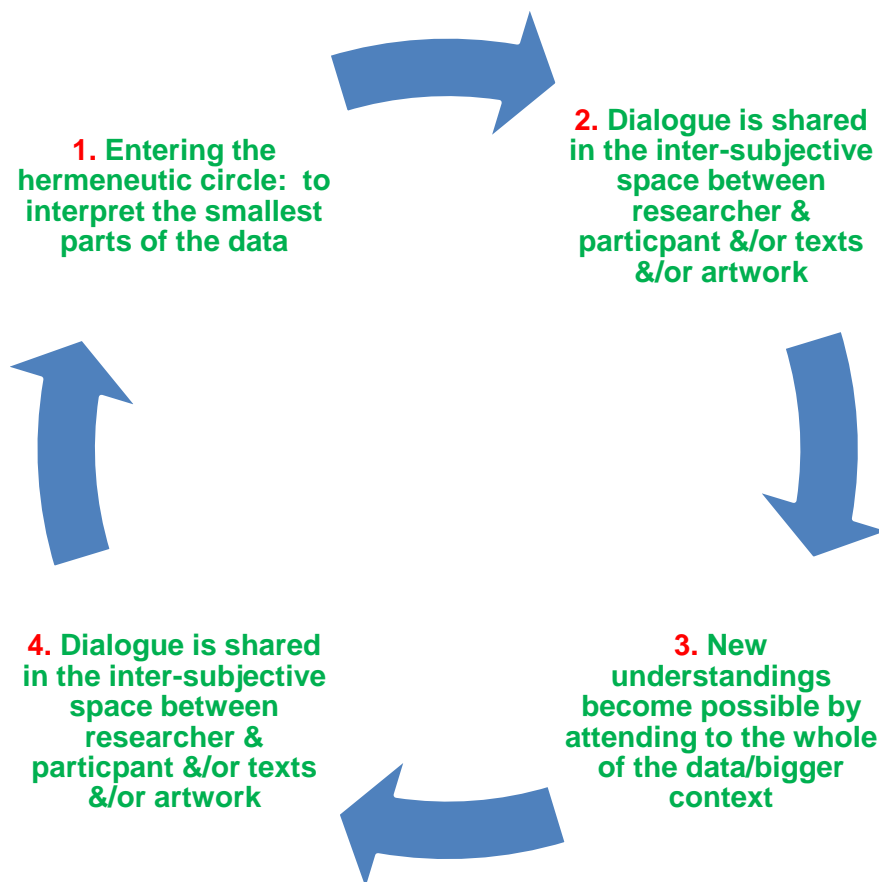 1. Entering the
hermeneutic circle:  to
interpret the smallest
parts of the data
2. Dialogue is shared
in the inter-subjective
space between
researcher &
particpant &/or texts
&/or artwork
3. New
understandings
become possible by
attending to the whole
of the data/bigger
context
4. Dialogue is shared
in the inter-subjective
space between
researcher &
particpant &/or texts
&/or artwork